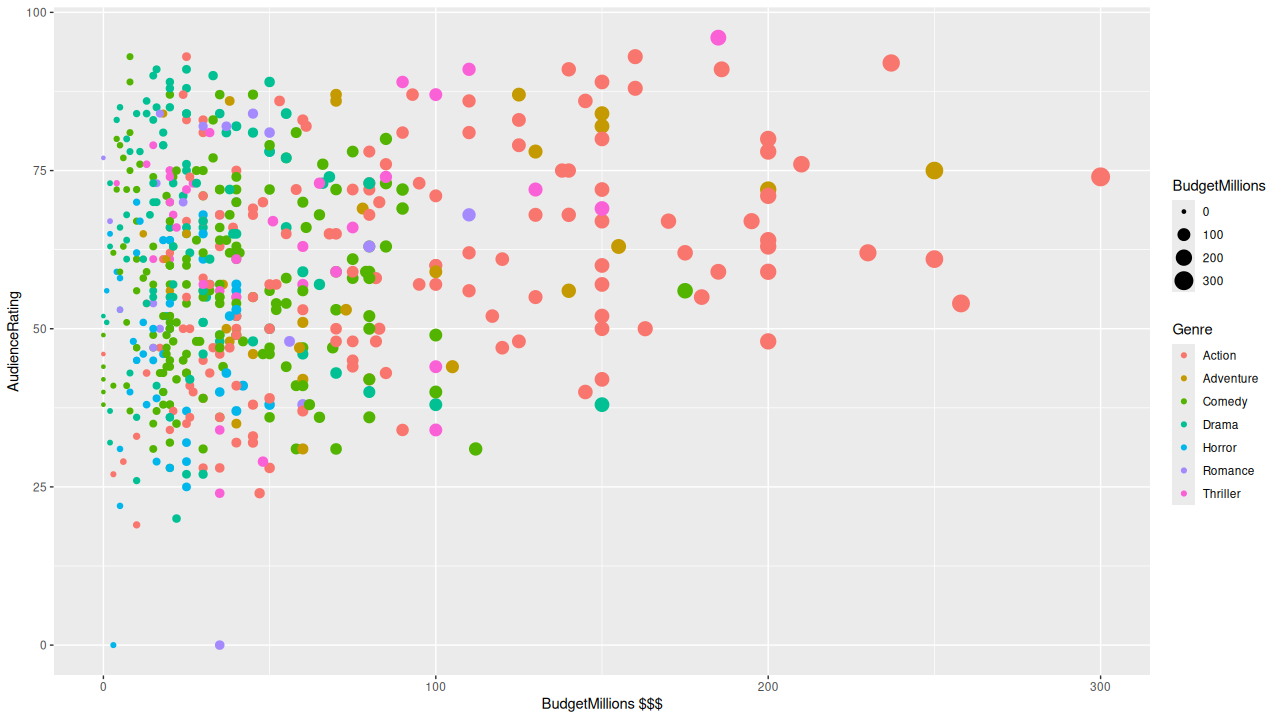 100
75
50
25
0
AudienceRating
0
100
200
300
BudgetMillions $$$
BudgetMillions
0
100
200
300
Genre
Action
Adventure
Comedy
Drama
Horror
Romance
Thriller